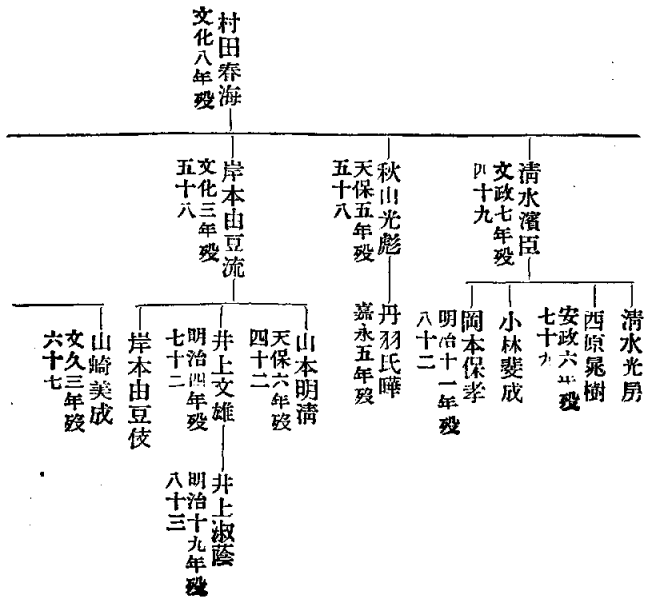 村田春海
文化八年歿
淸水濱臣
文政七年歿
四十九
秋山光彪
天保五年歿
五十八
岸本由豆流
文化三年歿
五十八
淸水光房
西原晁樹
安政六年歿
七十九
小林斐成
岡本保孝
明治十一年歿
八十二
丹羽氏曄
嘉永五年歿
山本明淸
天保六年歿
四十二
井上文雄
明治四年歿
七十二
岸本由豆伎
山崎美成
文久三年歿
六十七
井上淑蔭
明治十九年歿
八十三